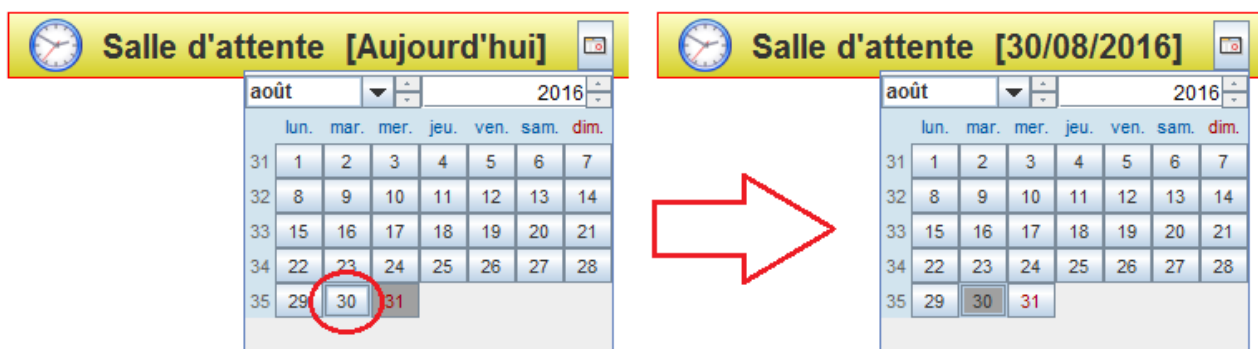 Salle d'attente [Aujourd'hui]
août 2016
lun. mar. mer. jeu. ven. sam. dim.
31 1 2 3 4 5 6 7
32 8 9 10 11 12 13 14
33 15 16 17 18 19 20 21
34 22 23 24 25 26 27 28
35 29 30 31
Salle d'attente [30/08/2016]
août 2016
lun. mar. mer. jeu. ven. sam. dim.
31 1 2 3 4 5 6 7
32 8 9 10 11 12 13 14
33 15 16 17 18 19 20 21
34 22 23 24 25 26 27 28
35 29 30 31